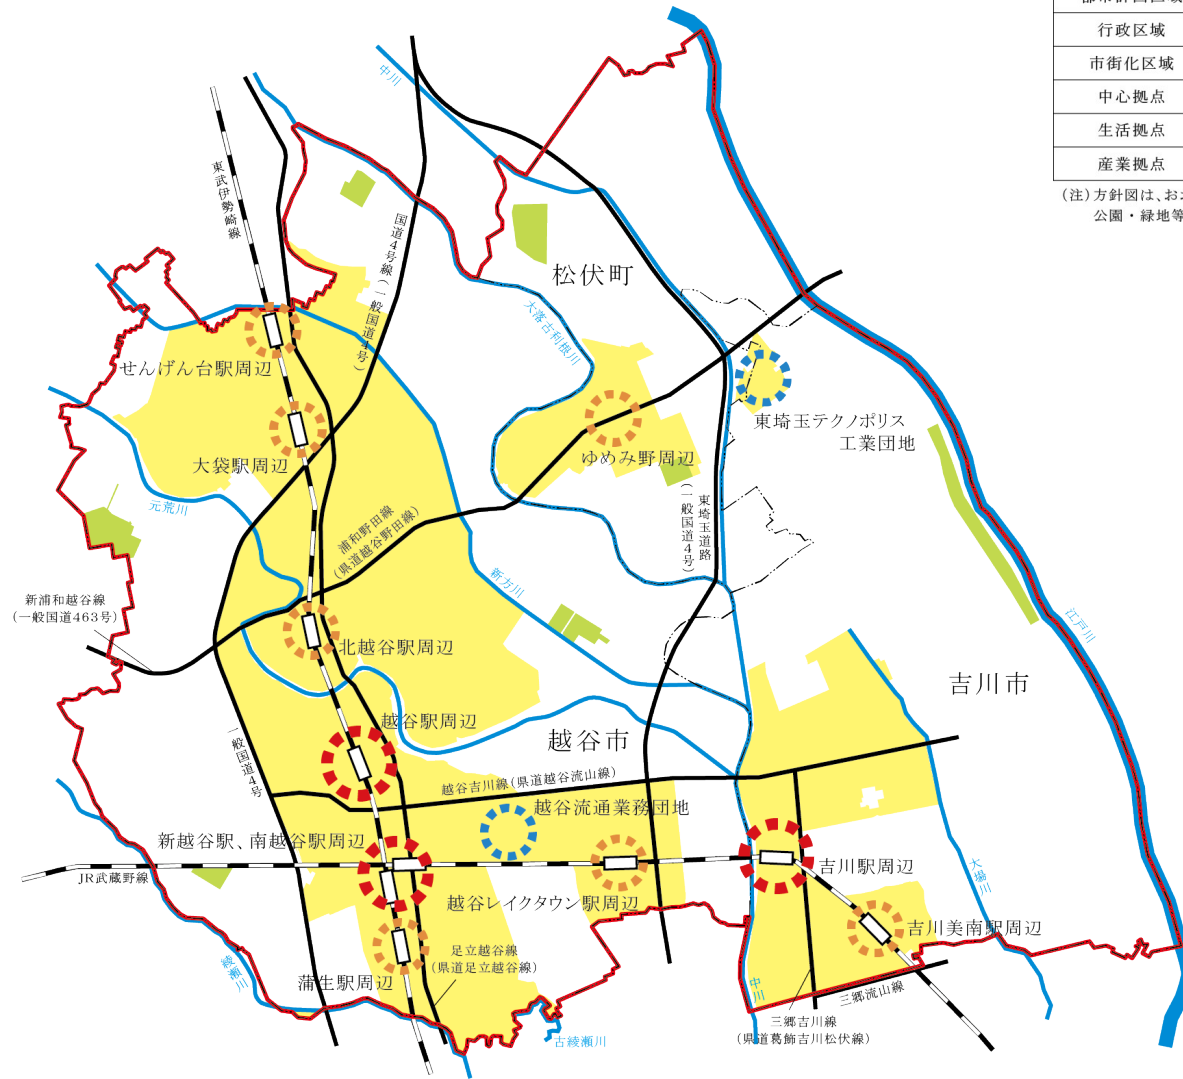 行政区域
市街化区域
中心拠点
生活拠点
産業拠点
(注)方針図は、おお
公園・緑地等
中川
東武伊勢崎線
国道4号線(一般国道4号)
松伏町
大落古利根川
せんげん台駅周辺
東埼玉テクノポリス
工業団地
大袋駅周辺
ゆめみ野周辺
元荒川
浦和野田線
(県道越谷野田線)
東埼玉道路
(一般国道4号)
新方川
新浦和越谷線
(一般国道463号)
江戸川
北越谷駅周辺
吉川市
越谷駅周辺
越谷市
一般国道4号
越谷吉川線(県道越谷流山線)
越谷流通業務団地
新越谷駅、南越谷駅周辺
JR武蔵野線
吉川駅周辺
大場川
越谷レイクタウン駅周辺
吉川美南駅周辺
足立越谷線
(県道足立越谷線)
綾瀬川
蒲生駅周辺
中川
三郷流山線
三郷吉川線
(県道葛飾吉川松伏線)
古綾瀬川